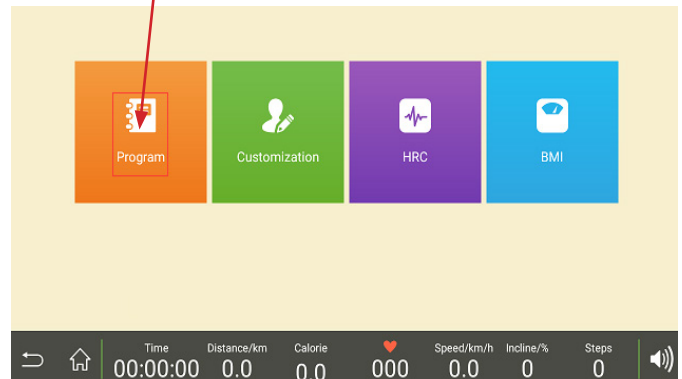 Program Customization HRC BMI
Time Distance/km Calorie Speed/km/h Incline/% Steps
00:00:00 0.0 0.0 000 0.0 0 0